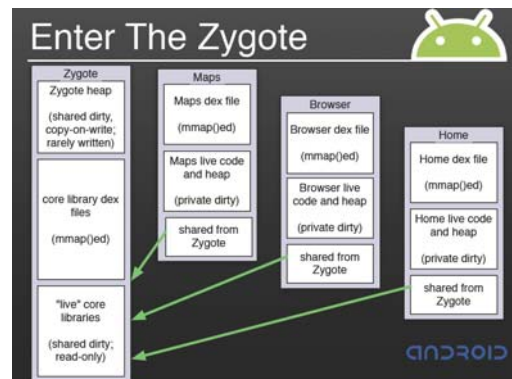 Enter The Zygote
Zygote
Zygote heap
(shared dirty,
copy-on-write;
rarely written)
core library dex
files
(mmap()ed)
"live" core
libraries
(shared dirty;
read-only)
Maps
Maps dex file
(mmap()ed)
Maps live code
and heap
(private dirty)
shared from
Zygote
Browser
Browser dex file
(mmap()ed)
Browser live
code and heap
(private dirty)
shared from
Zygote
Home
Home dex file
(mmap()ed)
Home live code
and heap
(private dirty)
shared from
Zygote
ANDROID